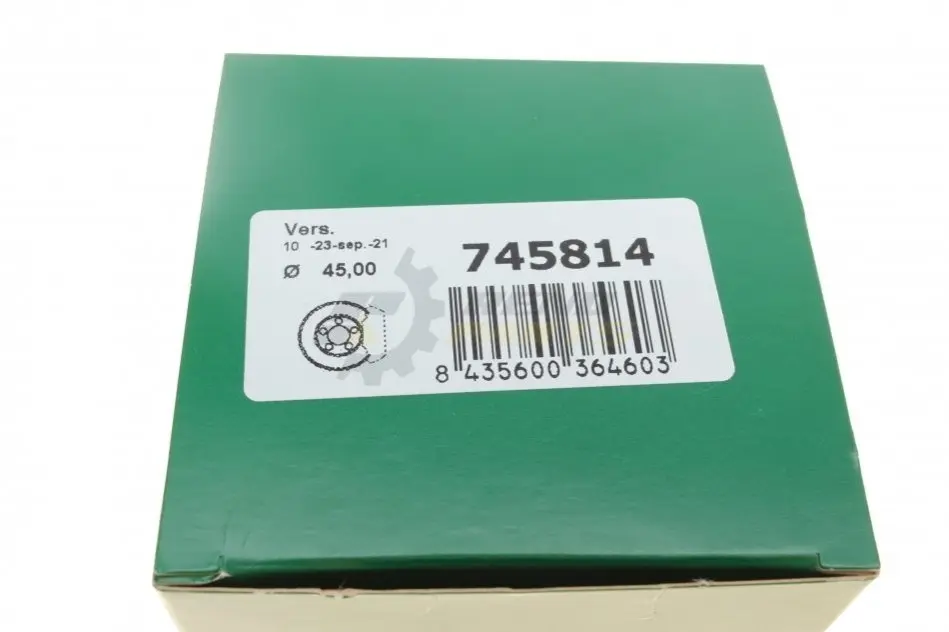 Vers.
10 -23-sep.-21
Ø 45,00
745814
8 435600 364603